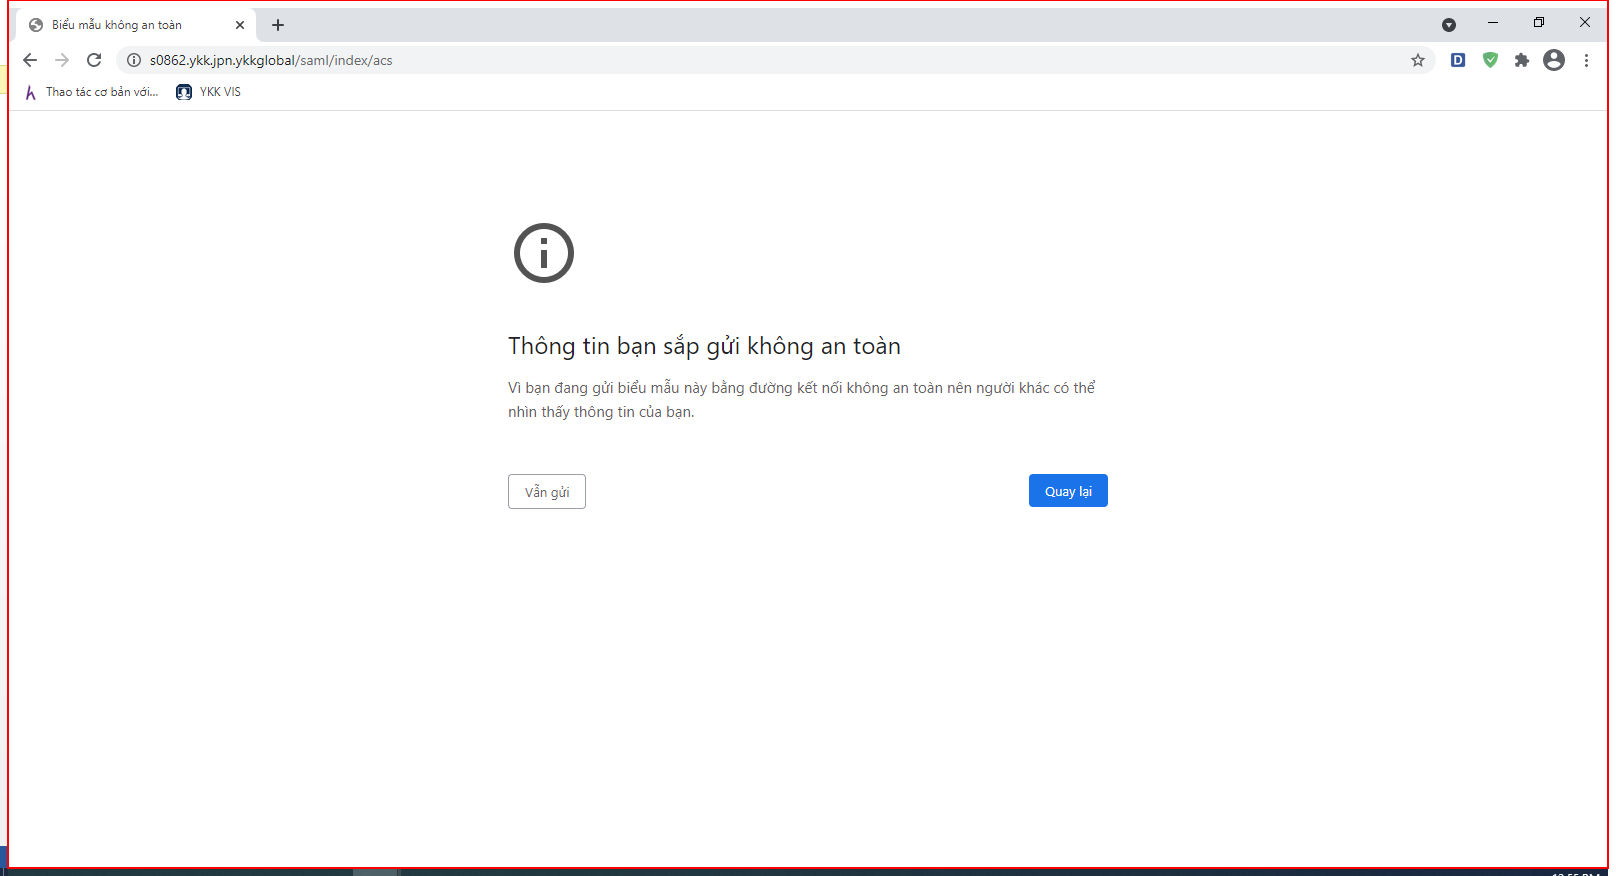 Biểu mẫu không an toàn
s0862.ykk.jpn.ykkglobal/saml/index/acs
Thao tác cơ bản với...
YKK VIS
Thông tin bạn sắp gửi không an toàn
Vì bạn đang gửi biểu mẫu này bằng đường kết nối không an toàn nên người khác có thể
nhìn thấy thông tin của bạn.
Vẫn gửi
Quay lại